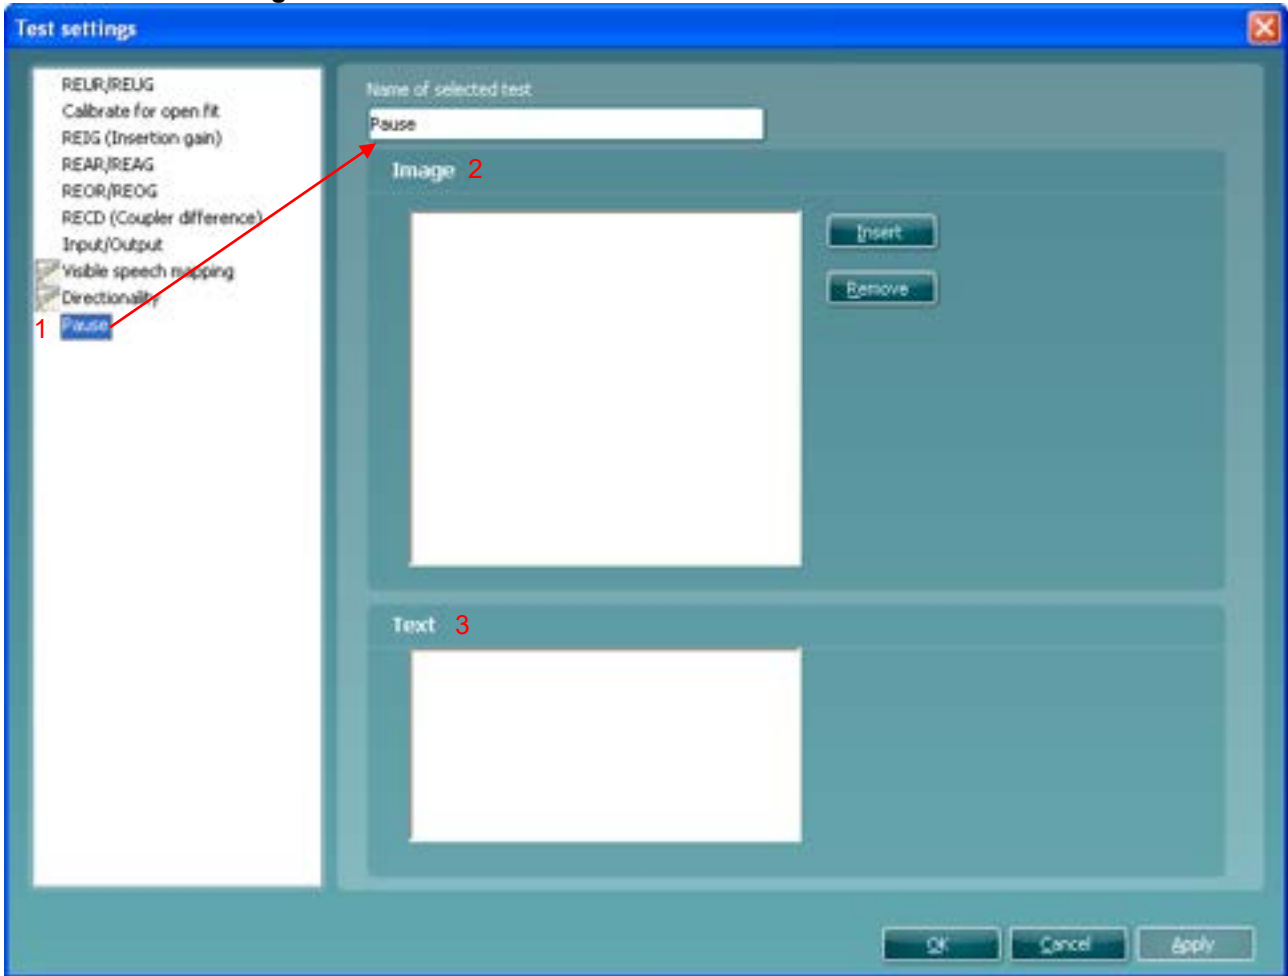 Test settings
REUR/REUG
Calibrate for open fit
REIG (Insertion gain)
REAR/REAG
REOR/REOG
RECD (Coupler difference)
Input/Output
Visible speech mapping
Directionality
1 Pause
Name of selected test
Pause
Image 2
Insert
Remove
Text 3
OK Cancel Apply